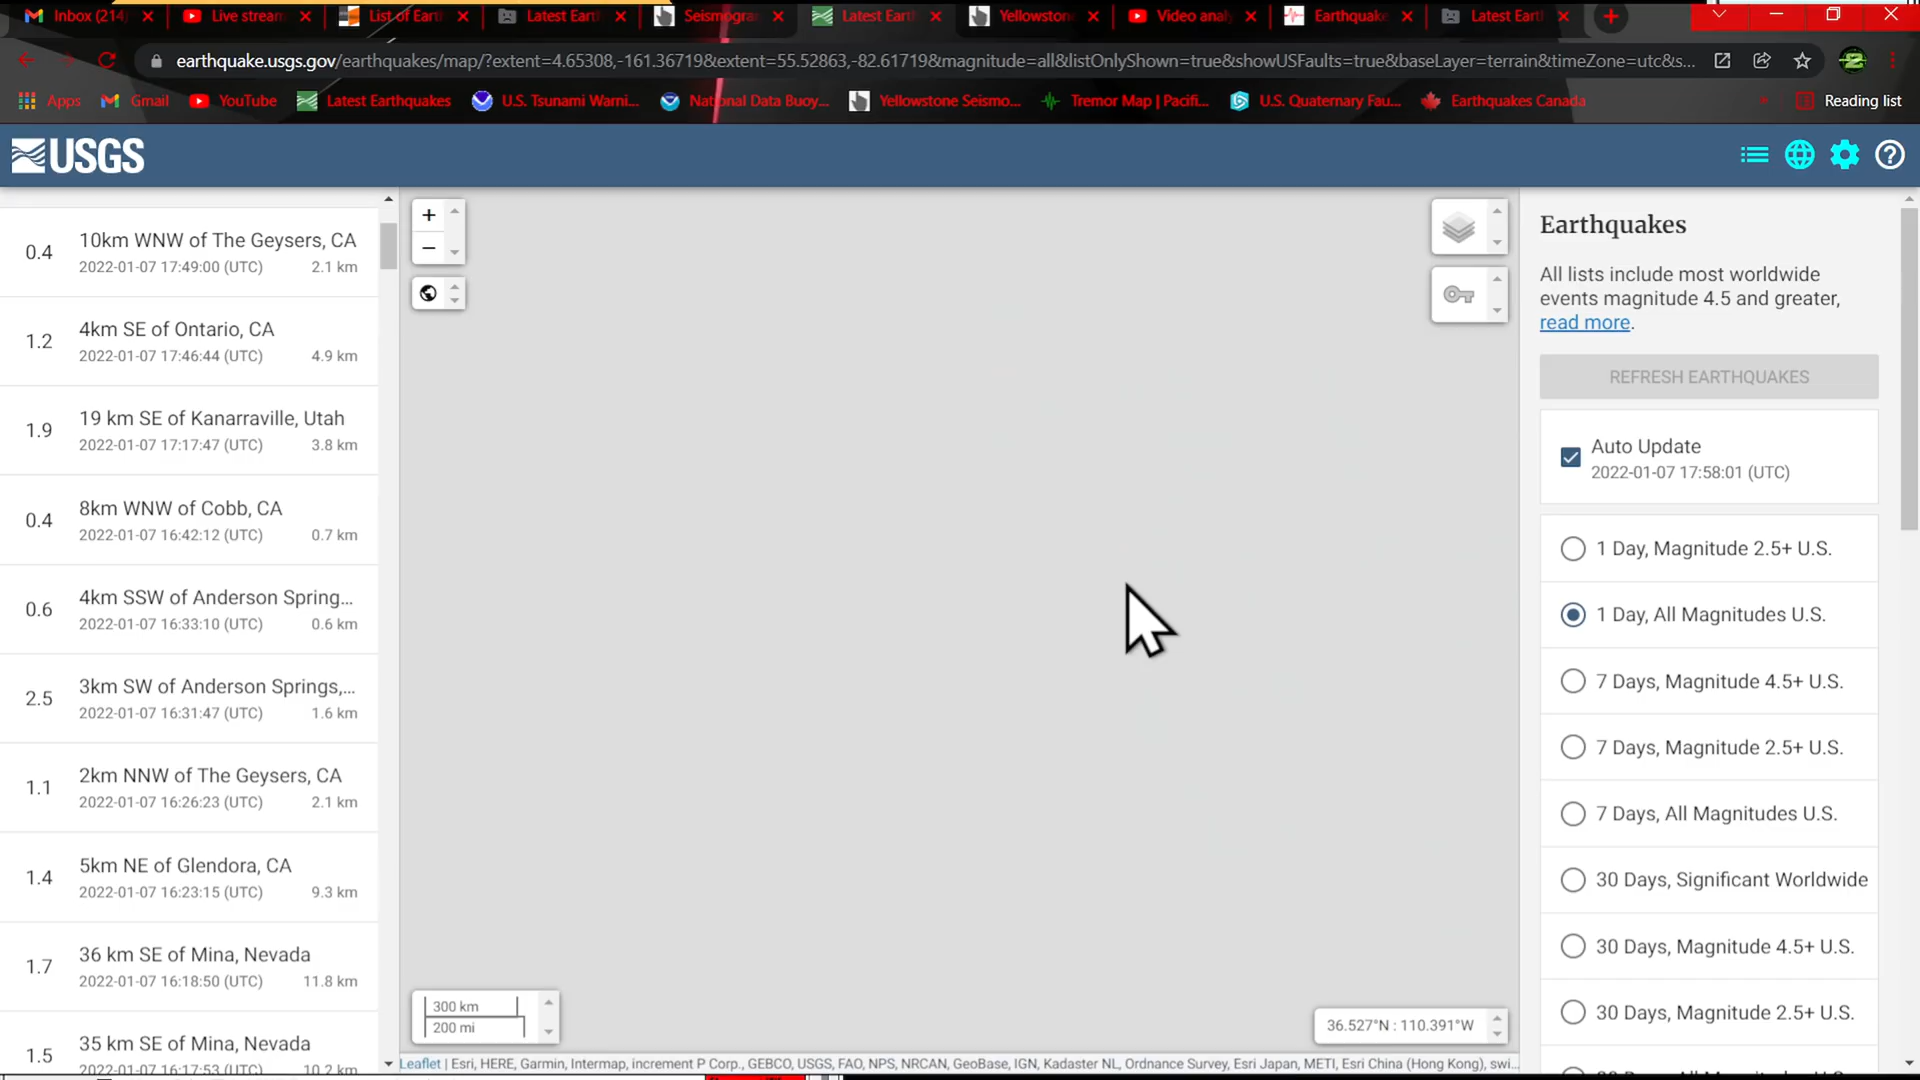 Inbox (214)
Live stream
List of Eart
Latest Eart
Seismogra
Latest Eart
Yellowston
Video anal
Earthquake
Latest Eart
earthquake.usgs.gov/earthquakes/map/?extent=4.65308,-161.36719&extent=55.52863,-82.61719&magnitude=all&listOnlyShown=true&showUSFaults=true&baseLayer=terrain&timeZone=utc&s...
Apps
Gmail
YouTube
Latest Earthquakes
U.S. Tsunami Warni...
National Data Buoy...
Yellowstone Seismo...
Tremor Map | Pacifi...
U.S. Quaternary Fau...
Earthquakes Canada
Reading list
USGS
0.4
10km WNW of The Geysers, CA
2022-01-07 17:49:00 (UTC) 2.1 km
1.2
4km SE of Ontario, CA
2022-01-07 17:46:44 (UTC) 4.9 km
1.9
19 km SE of Kanarraville, Utah
2022-01-07 17:17:47 (UTC) 3.8 km
0.4
8km WNW of Cobb, CA
2022-01-07 16:42:12 (UTC) 0.7 km
0.6
4km SSW of Anderson Spring...
2022-01-07 16:33:10 (UTC) 0.6 km
2.5
3km SW of Anderson Springs,...
2022-01-07 16:31:47 (UTC) 1.6 km
1.1
2km NNW of The Geysers, CA
2022-01-07 16:26:23 (UTC) 2.1 km
1.4
5km NE of Glendora, CA
2022-01-07 16:23:15 (UTC) 9.3 km
1.7
36 km SE of Mina, Nevada
2022-01-07 16:18:50 (UTC) 11.8 km
1.5
35 km SE of Mina, Nevada
2022-01-07 16:17:53 (UTC) 10.2 km
+
−
300 km
200 mi
36.527°N : 110.391°W
Leaflet | Esri, HERE, Garmin, Intermap, increment P Corp., GEBCO, USGS, FAO, NPS, NRCAN, GeoBase, IGN, Kadaster NL, Ordnance Survey, Esri Japan, METI, Esri China (Hong Kong), swi...
Earthquakes
All lists include most worldwide
events magnitude 4.5 and greater,
read more.
REFRESH EARTHQUAKES
Auto Update
2022-01-07 17:58:01 (UTC)
1 Day, Magnitude 2.5+ U.S.
1 Day, All Magnitudes U.S.
7 Days, Magnitude 4.5+ U.S.
7 Days, Magnitude 2.5+ U.S.
7 Days, All Magnitudes U.S.
30 Days, Significant Worldwide
30 Days, Magnitude 4.5+ U.S.
30 Days, Magnitude 2.5+ U.S.